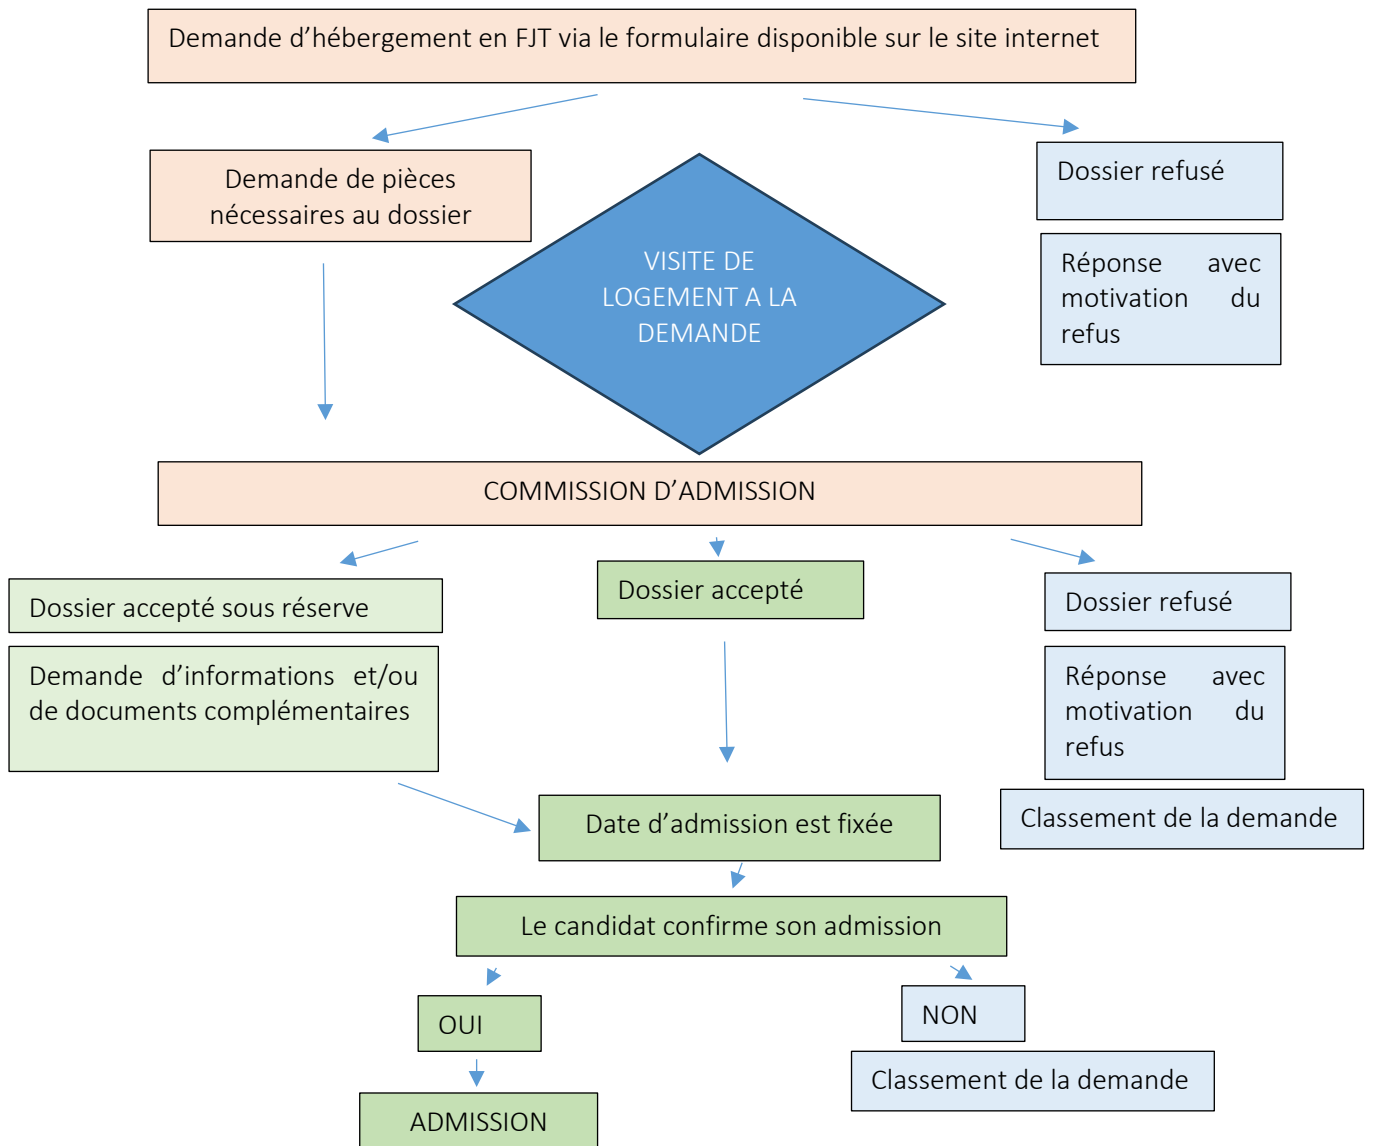 Demande d’hébergement en FJT via le formulaire disponible sur le site internet
Demande de pièces
nécessaires au dossier
Dossier refusé
VISITE DE
LOGEMENT A LA
DEMANDE
Réponse avec
motivation du
refus
COMMISSION D’ADMISSION
Dossier accepté sous réserve
Dossier accepté
Dossier refusé
Demande d’informations et/ou
de documents complémentaires
Réponse avec
motivation du
refus
Date d’admission est fixée
Classement de la demande
Le candidat confirme son admission
OUI
NON
Classement de la demande
ADMISSION